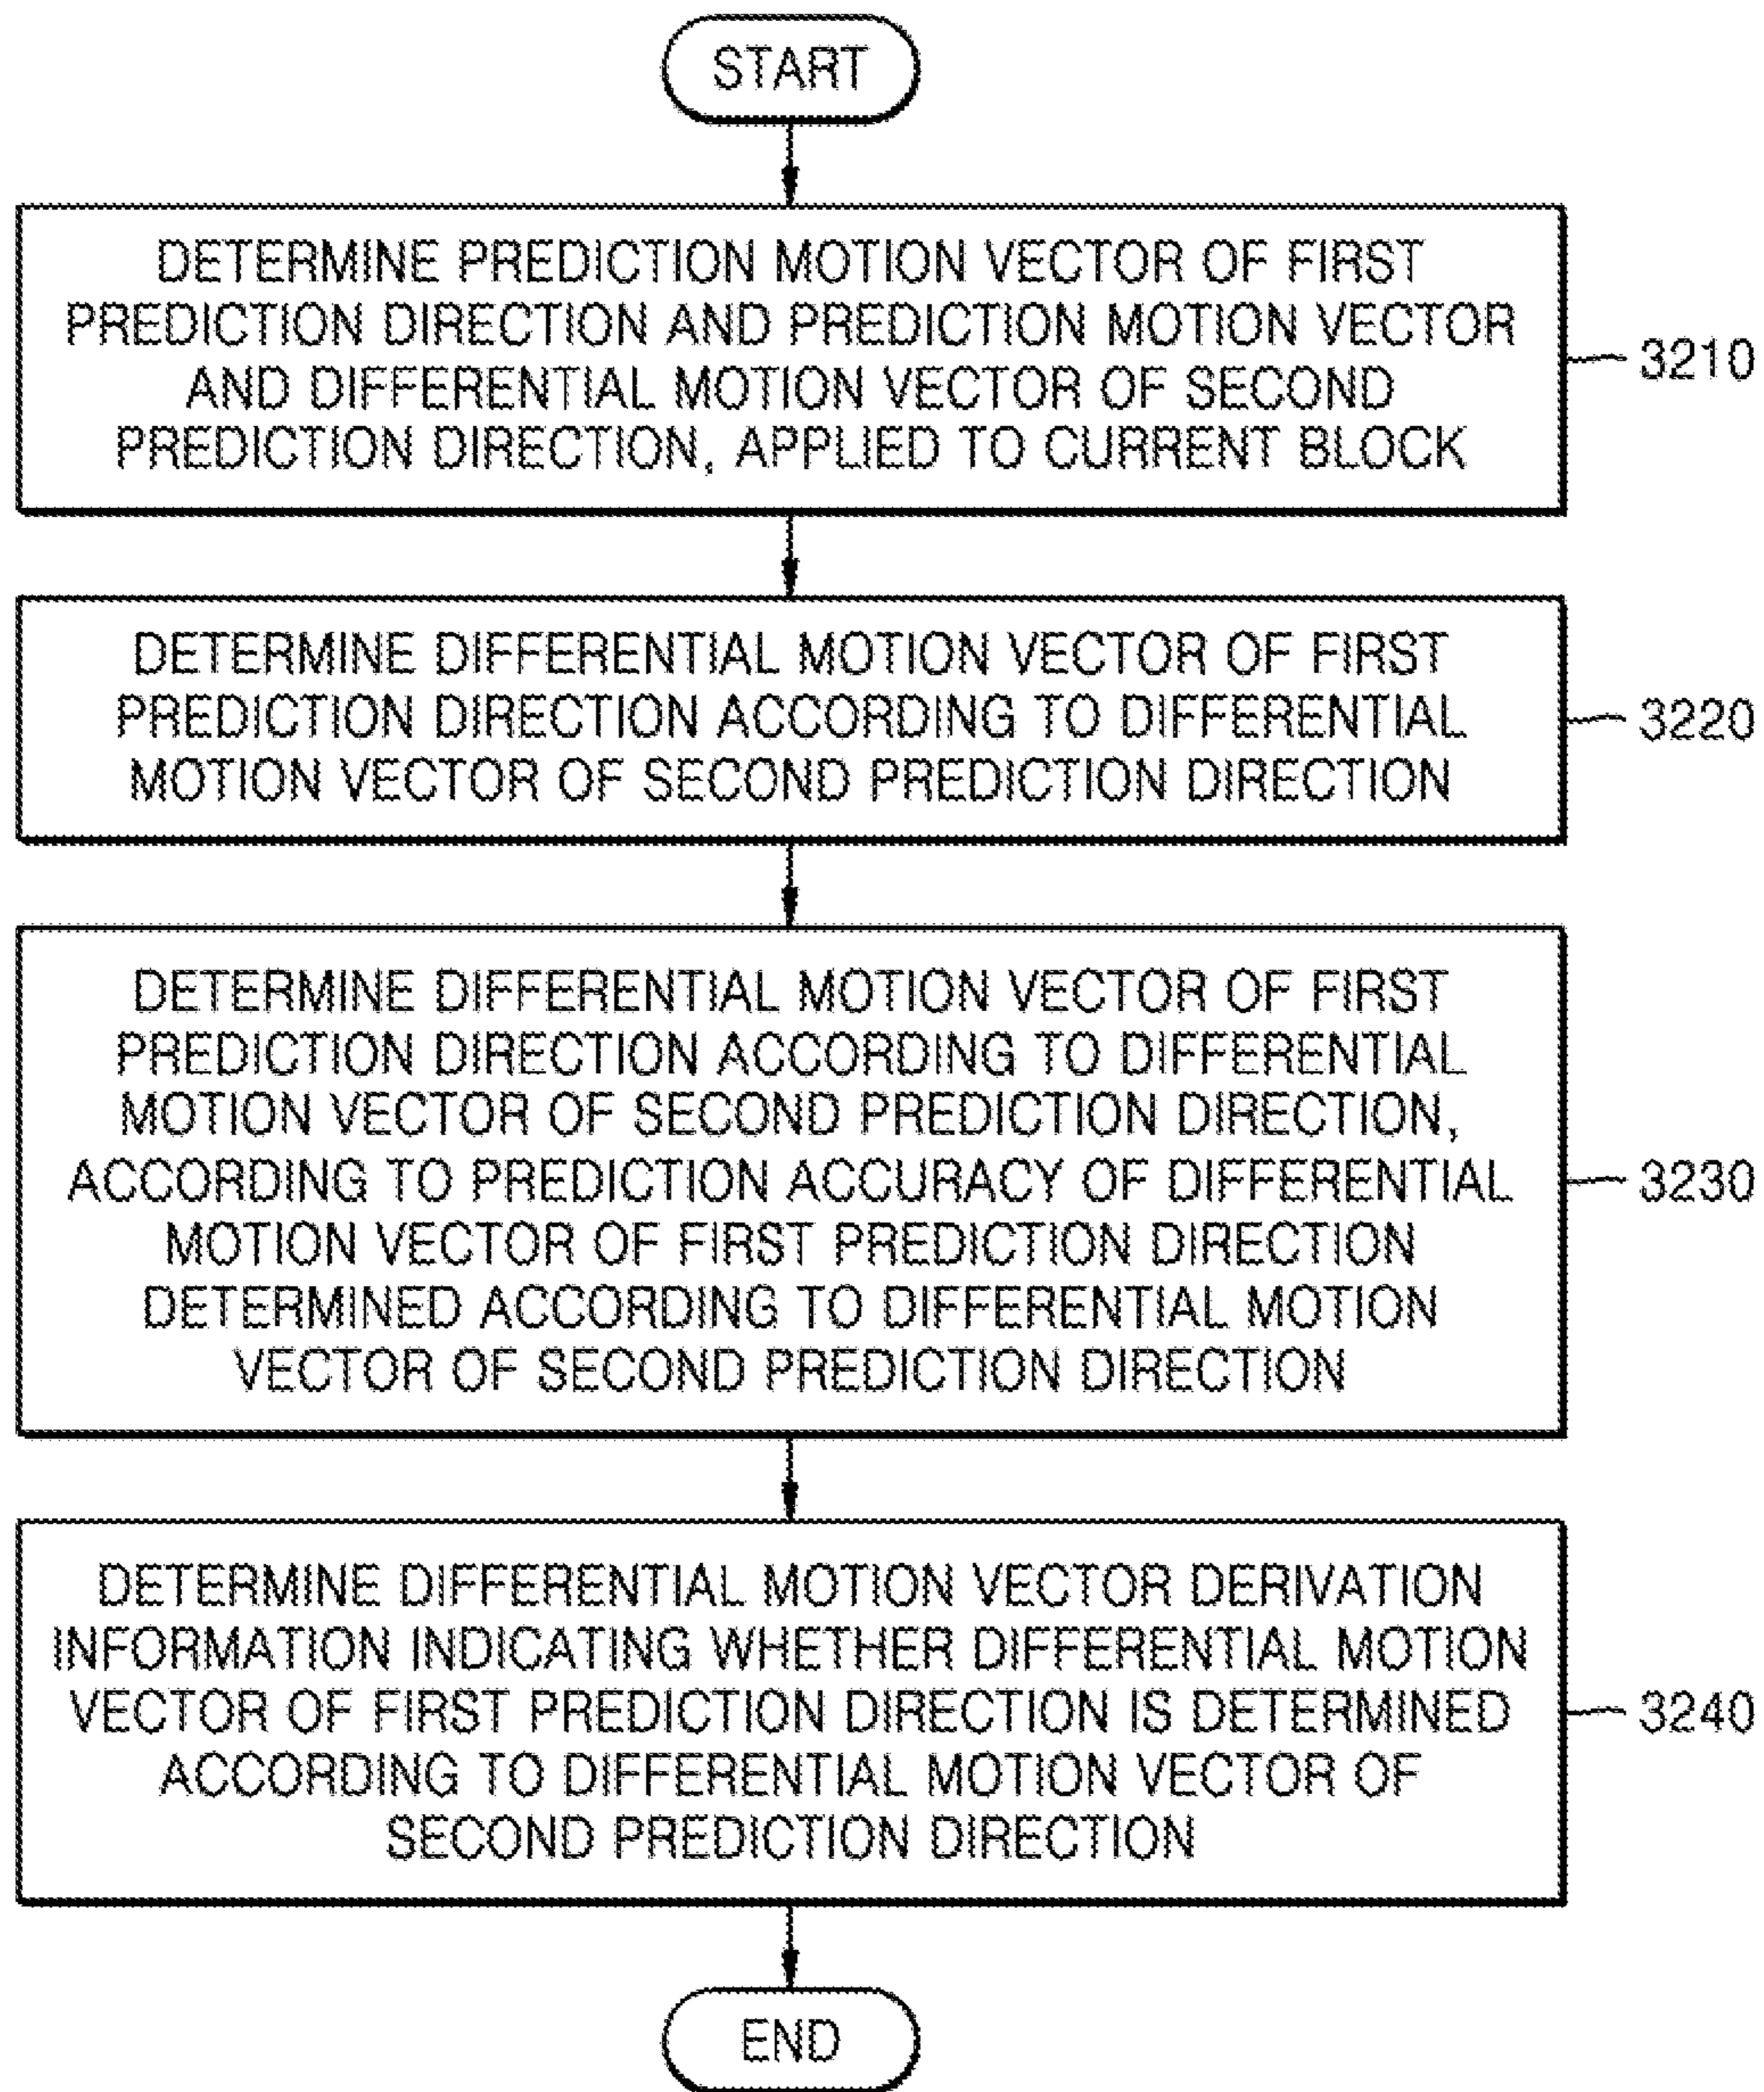 START
DETERMINE PREDICTION MOTION VECTOR OF FIRST
PREDICTION DIRECTION AND PREDICTION MOTION VECTOR
AND DIFFERENTIAL MOTION VECTOR OF SECOND
PREDICTION DIRECTION, APPLIED TO CURRENT BLOCK
3210
DETERMINE DIFFERENTIAL MOTION VECTOR OF FIRST
PREDICTION DIRECTION ACCORDING TO DIFFERENTIAL
MOTION VECTOR OF SECOND PREDICTION DIRECTION
3220
DETERMINE DIFFERENTIAL MOTION VECTOR OF FIRST
PREDICTION DIRECTION ACCORDING TO DIFFERENTIAL
MOTION VECTOR OF SECOND PREDICTION DIRECTION,
ACCORDING TO PREDICTION ACCURACY OF DIFFERENTIAL
MOTION VECTOR OF FIRST PREDICTION DIRECTION
DETERMINED ACCORDING TO DIFFERENTIAL MOTION
VECTOR OF SECOND PREDICTION DIRECTION
3230
DETERMINE DIFFERENTIAL MOTION VECTOR DERIVATION
INFORMATION INDICATING WHETHER DIFFERENTIAL MOTION
VECTOR OF FIRST PREDICTION DIRECTION IS DETERMINED
ACCORDING TO DIFFERENTIAL MOTION VECTOR OF
SECOND PREDICTION DIRECTION
3240
END